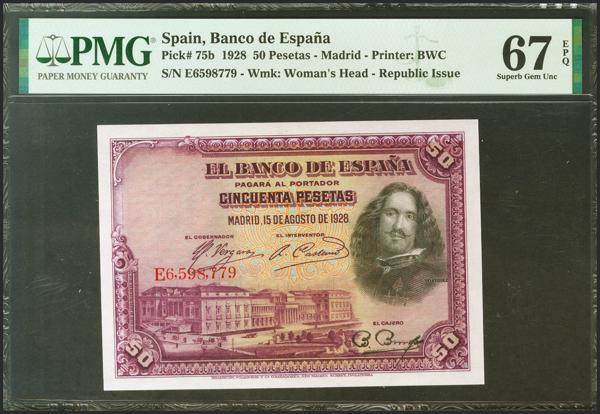 PMG
PAPER MONEY GUARANTY
Spain, Banco de España
Pick# 75b 1928 50 Pesetas - Madrid - Printer: BWC
S/N E6598779 - Wmk: Woman's Head - Republic Issue
67 EPQ
Superb Gem Unc
50
EL BANCO DE ESPAÑA
PAGARÁ AL PORTADOR
CINCUENTA PESETAS
MADRID, 15 DE AGOSTO DE 1928.
EL GOBERNADOR EL INTERVENTOR
E6,598,779
VELAZQUEZ
EL CAJERO
50 50